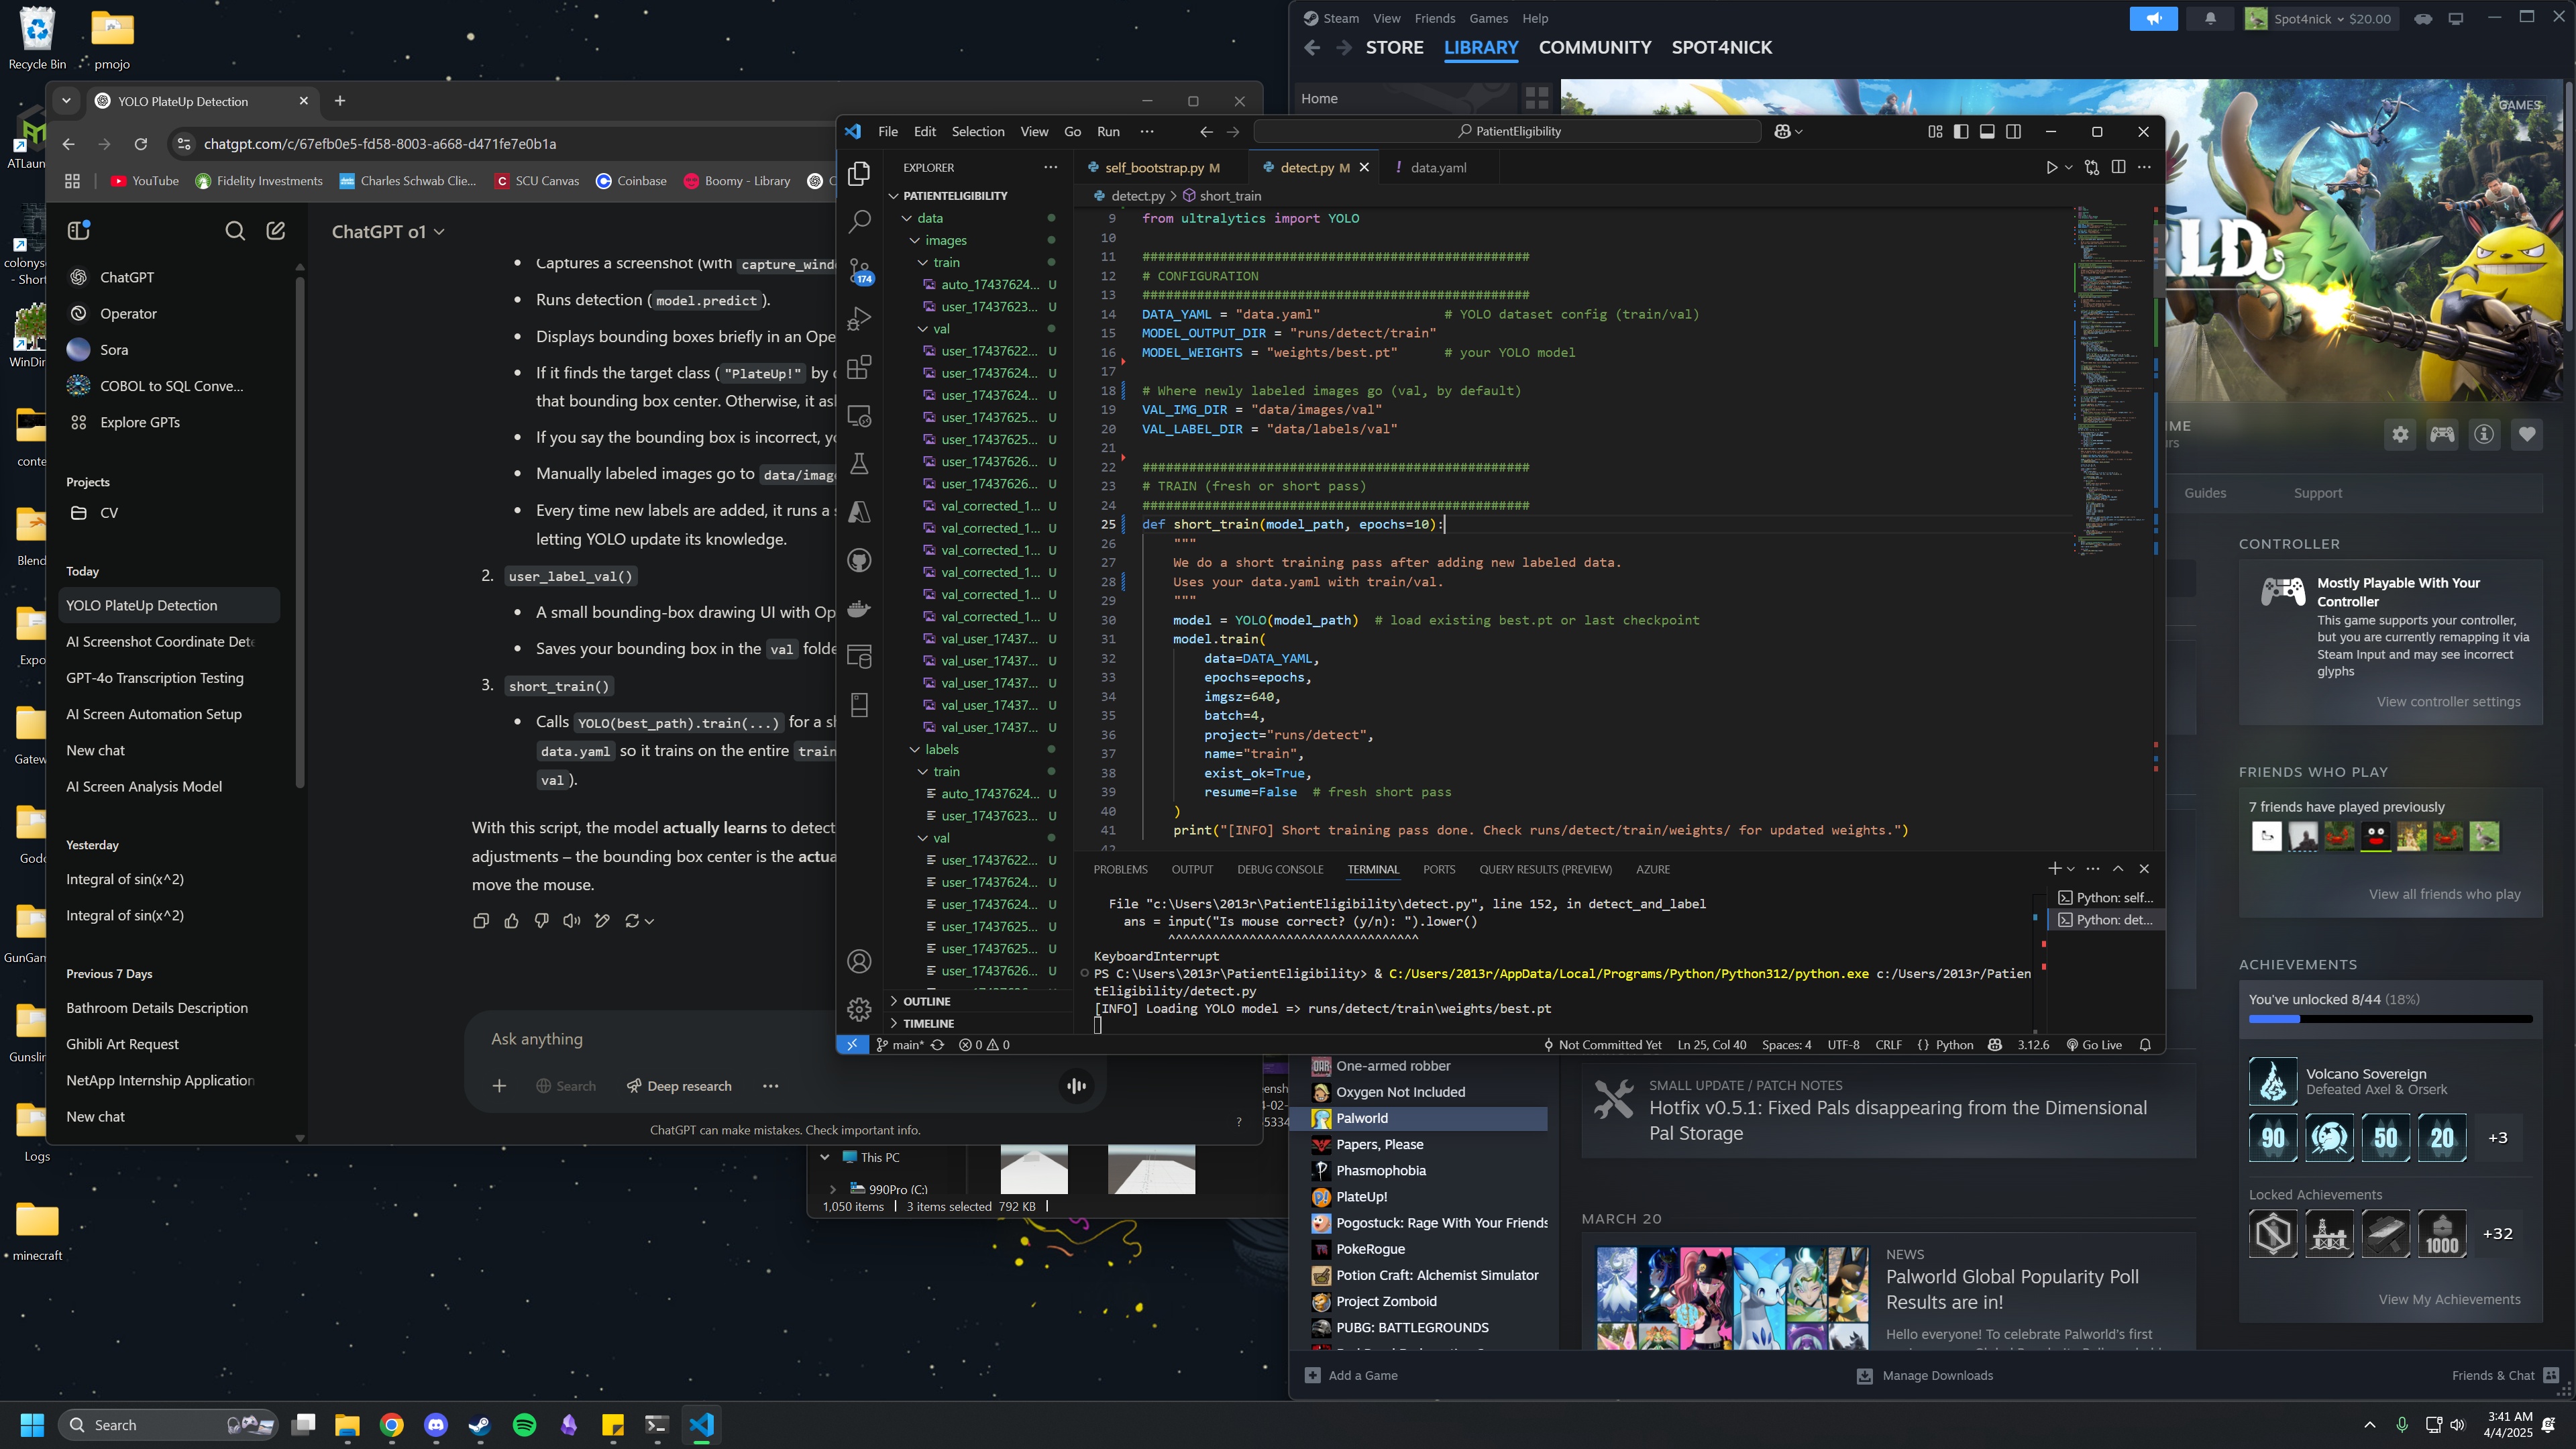 Recycle Bin
pmojo
ATLaun
colonys
- Short
WinDir
conte
Blend
Expo
Gatew
Godo
GunGan
Gunslin
Logs
minecraft
YOLO PlateUp Detection
chatgpt.com/c/67efb0e5-fd58-8003-a668-d471fe7e0b1a
YouTube
Fidelity Investments
Charles Schwab Clie...
SCU Canvas
Coinbase
Boomy - Library
ChatGPT
Operator
Sora
COBOL to SQL Conve...
Explore GPTs
Projects
CV
Today
YOLO PlateUp Detection
AI Screenshot Coordinate Dete
GPT-4o Transcription Testing
AI Screen Automation Setup
New chat
AI Screen Analysis Model
Yesterday
Integral of sin(x^2)
Integral of sin(x^2)
Previous 7 Days
Bathroom Details Description
Ghibli Art Request
NetApp Internship Application
New chat
ChatGPT o1
Captures a screenshot (with capture_windo
Runs detection (model.predict).
Displays bounding boxes briefly in an Ope
If it finds the target class ("PlateUp!" by d
that bounding box center. Otherwise, it as
If you say the bounding box is incorrect, yo
Manually labeled images go to data/imag
Every time new labels are added, it runs a s
letting YOLO update its knowledge.
2. user_label_val()
A small bounding-box drawing UI with Op
Saves your bounding box in the val folde
3. short_train()
Calls YOLO(best_path).train(...) for a sh
data.yaml so it trains on the entire train
val).
With this script, the model actually learns to detect
adjustments – the bounding box center is the actua
move the mouse.
Ask anything
Search
Deep research
ChatGPT can make mistakes. Check important info.
?
This PC
990Pro (C:)
1,050 items
3 items selected 792 KB
File Edit Selection View Go Run
PatientEligibility
EXPLORER
PATIENTELIGIBILITY
data
images
train
auto_17437624... U
user_17437623... U
val
user_17437622... U
user_17437624... U
user_17437624... U
user_17437625... U
user_17437625... U
user_17437626... U
user_17437626... U
val_corrected_1... U
val_corrected_1... U
val_corrected_1... U
val_corrected_1... U
val_corrected_1... U
val_corrected_1... U
val_user_17437... U
val_user_17437... U
val_user_17437... U
val_user_17437... U
val_user_17437... U
labels
train
auto_17437624... U
user_17437623... U
val
user_17437622... U
user_17437624... U
user_17437624... U
user_17437625... U
user_17437625... U
user_17437626... U
OUTLINE
TIMELINE
174
self_bootstrap.py M
detect.py M
! data.yaml
detect.py > short_train
9 from ultralytics import YOLO
10
11 ##################################################
12 # CONFIGURATION
13 ##################################################
14 DATA_YAML = "data.yaml" # YOLO dataset config (train/val)
15 MODEL_OUTPUT_DIR = "runs/detect/train"
16 MODEL_WEIGHTS = "weights/best.pt" # your YOLO model
17
18 # Where newly labeled images go (val, by default)
19 VAL_IMG_DIR = "data/images/val"
20 VAL_LABEL_DIR = "data/labels/val"
21
22 ##################################################
23 # TRAIN (fresh or short pass)
24 ##################################################
25 def short_train(model_path, epochs=10):
26 """
27 We do a short training pass after adding new labeled data.
28 Uses your data.yaml with train/val.
29 """
30 model = YOLO(model_path) # load existing best.pt or last checkpoint
31 model.train(
32 data=DATA_YAML,
33 epochs=epochs,
34 imgsz=640,
35 batch=4,
36 project="runs/detect",
37 name="train",
38 exist_ok=True,
39 resume=False # fresh short pass
40 )
41 print("[INFO] Short training pass done. Check runs/detect/train/weights/ for updated weights.")
42
PROBLEMS OUTPUT DEBUG CONSOLE TERMINAL PORTS QUERY RESULTS (PREVIEW) AZURE
File "c:\Users\2013r\PatientEligibility\detect.py", line 152, in detect_and_label
ans = input("Is mouse correct? (y/n): ").lower()
^^^^^^^^^^^^^^^^^^^^^^^^^^^^^^^^
KeyboardInterrupt
PS C:\Users\2013r\PatientEligibility> & C:/Users/2013r/AppData/Local/Programs/Python/Python312/python.exe c:/Users/2013r/Patien
tEligibility/detect.py
[INFO] Loading YOLO model => runs/detect/train\weights/best.pt
Python: self...
Python: det...
main*
0 0
Not Committed Yet
Ln 25, Col 40
Spaces: 4
UTF-8
CRLF
Python
3.12.6
Go Live
Steam View Friends Games Help
Spot4nick
$20.00
STORE LIBRARY COMMUNITY SPOT4NICK
Home
GAMES
Guides
Support
CONTROLLER
Mostly Playable With Your
Controller
This game supports your controller,
but you are currently remapping it via
Steam Input and may see incorrect
glyphs
View controller settings
FRIENDS WHO PLAY
7 friends have played previously
View all friends who play
ACHIEVEMENTS
You've unlocked 8/44 (18%)
Volcano Sovereign
Defeated Axel & Orserk
90
50
20
+3
Locked Achievements
1000
+32
View My Achievements
One-armed robber
Oxygen Not Included
Palworld
Papers, Please
Phasmophobia
PlateUp!
Pogostuck: Rage With Your Friends
PokeRogue
Potion Craft: Alchemist Simulator
Project Zomboid
PUBG: BATTLEGROUNDS
SMALL UPDATE / PATCH NOTES
Hotfix v0.5.1: Fixed Pals disappearing from the Dimensional
Pal Storage
MARCH 20
NEWS
Palworld Global Popularity Poll
Results are in!
Hello everyone! To celebrate Palworld's first
Add a Game
Manage Downloads
Friends & Chat
Search
3:41 AM
4/4/2025